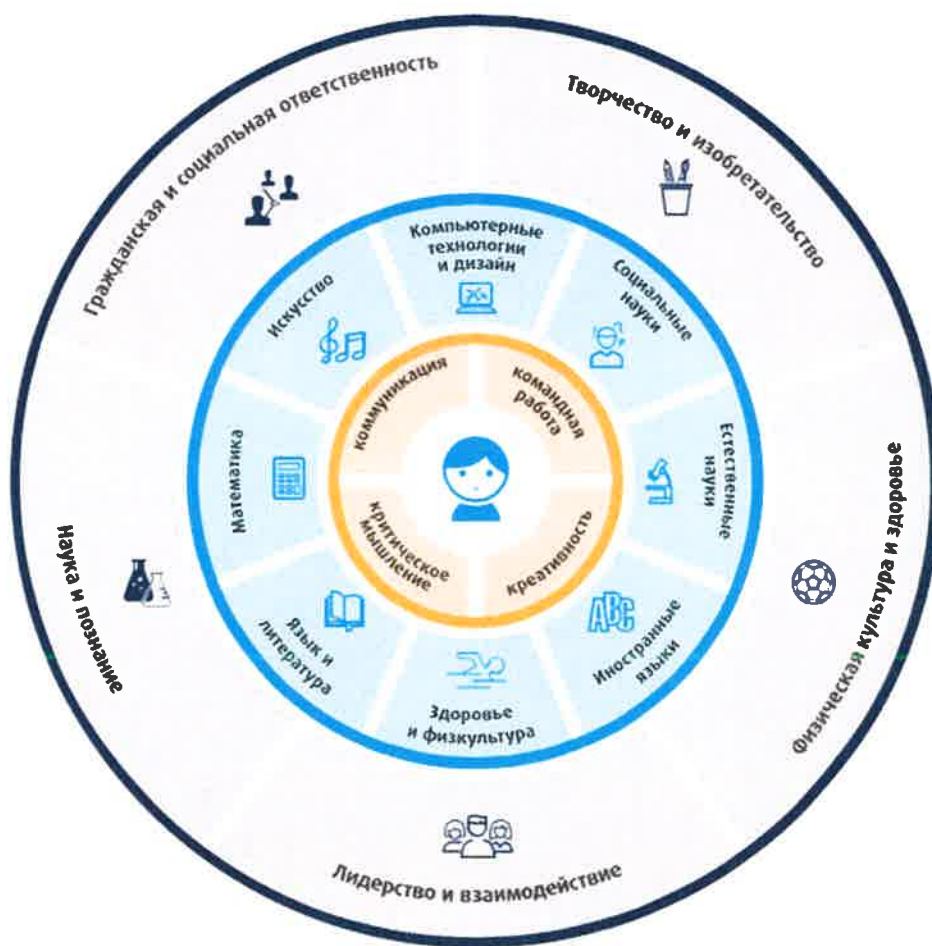 Гражданская и социальная ответственность
Творчество и изобретательство
Физическая культура и здоровье
Лидерство и взаимодействие
Наука и познание
Компьютерные
технологии
и дизайн
Социальные
науки
Естественные
науки
Иностранные
языки
ABC
Здоровье
и физкультура
Язык и
литература
Математика
Искусство
коммуникация
командная
работа
креативность
критическое
мышление